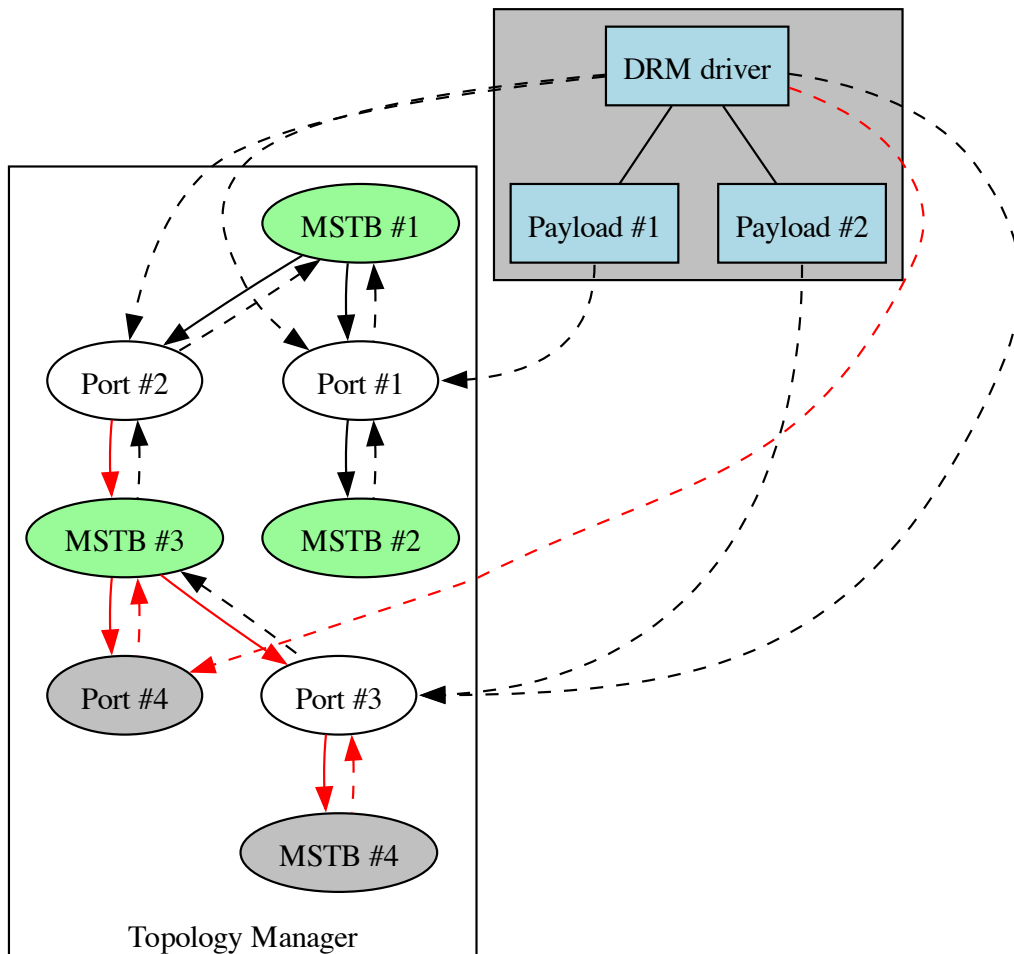 DRM driver
Payload #1
Payload #2
MSTB #1
Port #2
Port #1
MSTB #3
MSTB #2
Port #4
Port #3
MSTB #4
Topology Manager